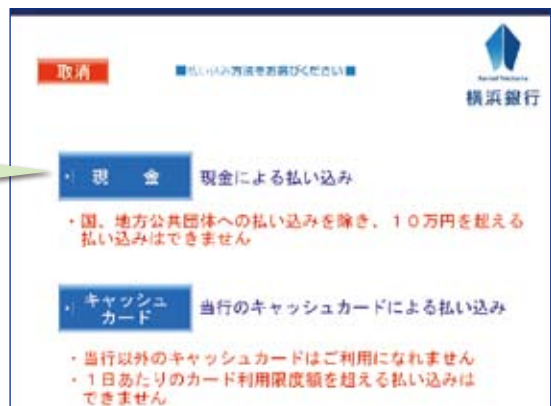 取消
■払い込み方法をお選びください■
横浜銀行
現 金
現金による払い込み
・国、地方公共団体への払い込みを除き、１０万円を超える
払い込みはできません
キャッシュ
カード
当行のキャッシュカードによる払い込み
・当行以外のキャッシュカードはご利用になれません
・１日あたりのカード利用限度額を超える払い込みは
できません